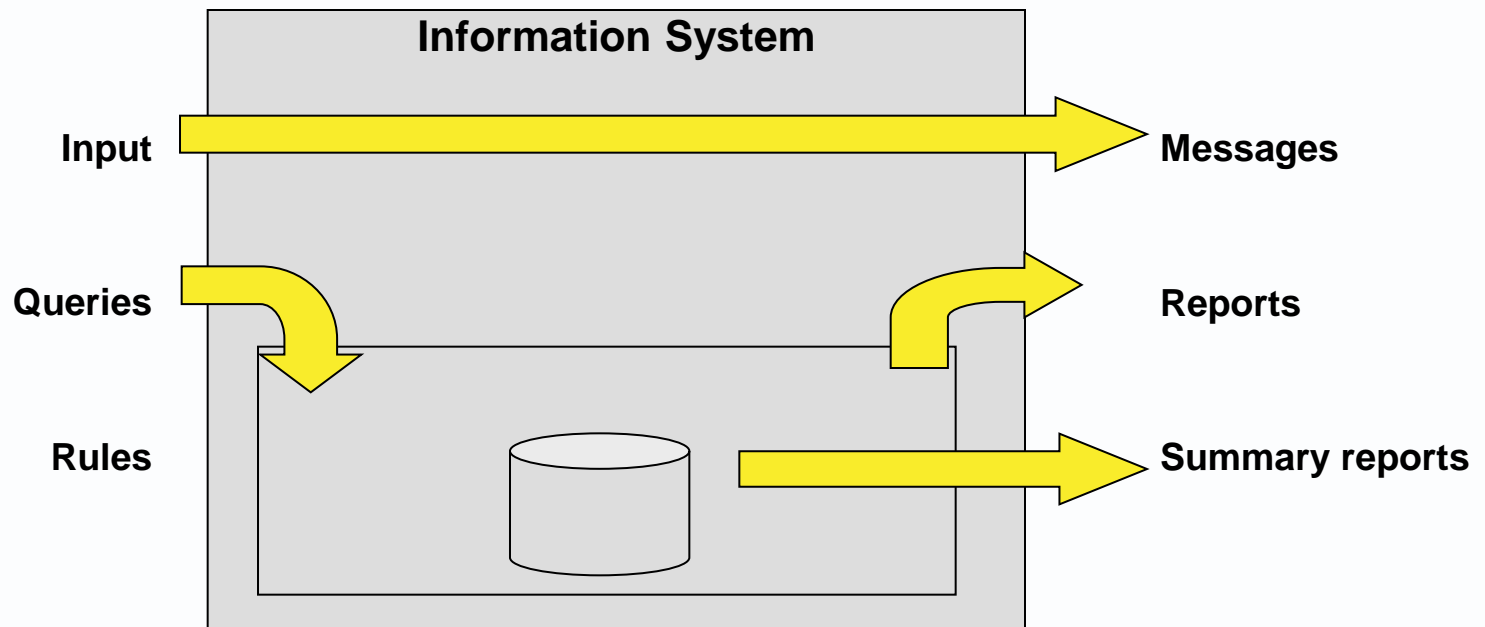 Information System
Input
Messages
Queries
Reports
Rules
Summary reports